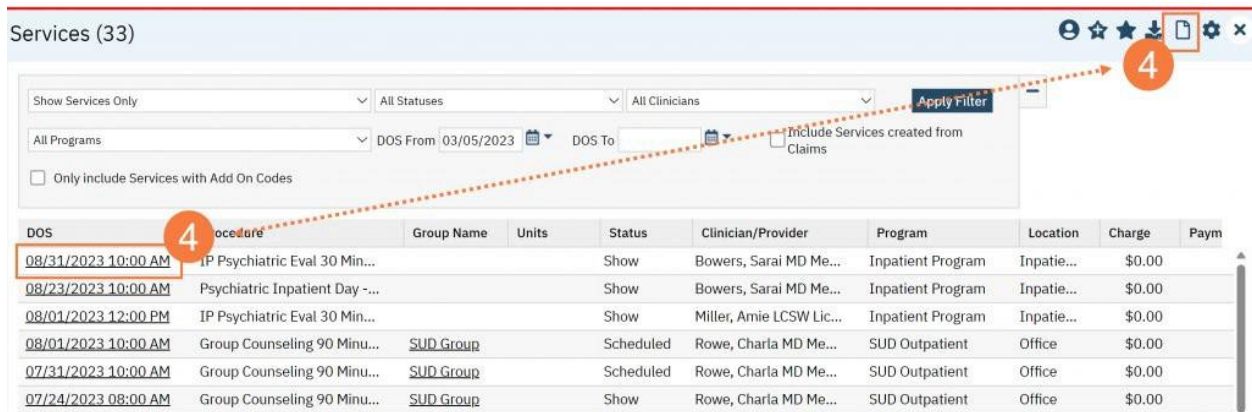 Services (33)
4
Show Services Only All Statuses All Clinicians Apply Filter
All Programs DOS From 03/05/2023 DOS To Include Services created from
Claims
Only include Services with Add On Codes
4
DOS Procedure Group Name Units Status Clinician/Provider Program Location Charge Paym
08/31/2023 10:00 AM IP Psychiatric Eval 30 Min... Show Bowers, Sarai MD Me... Inpatient Program Inpatie... $0.00
08/23/2023 10:00 AM Psychiatric Inpatient Day -... Show Bowers, Sarai MD Me... Inpatient Program Inpatie... $0.00
08/01/2023 12:00 PM IP Psychiatric Eval 30 Min... Show Miller, Amie LCSW Lic... Inpatient Program Inpatie... $0.00
08/01/2023 10:00 AM Group Counseling 90 Minu... SUD Group Scheduled Rowe, Charla MD Me... SUD Outpatient Office $0.00
07/31/2023 10:00 AM Group Counseling 90 Minu... SUD Group Scheduled Rowe, Charla MD Me... SUD Outpatient Office $0.00
07/24/2023 08:00 AM Group Counseling 90 Minu... SUD Group Show Rowe, Charla MD Me... SUD Outpatient Office $0.00